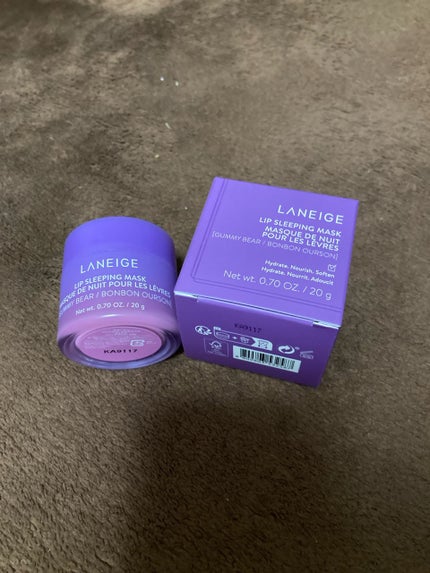 LANEIGE
LIP SLEEPING MASK
MASQUE DE NUIT POUR LES LÈVRES
GUMMY BEAR / BONBON OURSON]
Net wt. 0.70 OZ. / 20 g
KA9117
LANEIGE
LIP SLEEPING MASK
MASQUE DE NUIT
POUR LES LÈVRES
[GUMMY BEAR / BONBON OURSON]
Hydrate, Nourish, Soften
Hydrate, Nourrit, Adoucit
Net wt. 0.70 OZ. / 20 g
KA9117